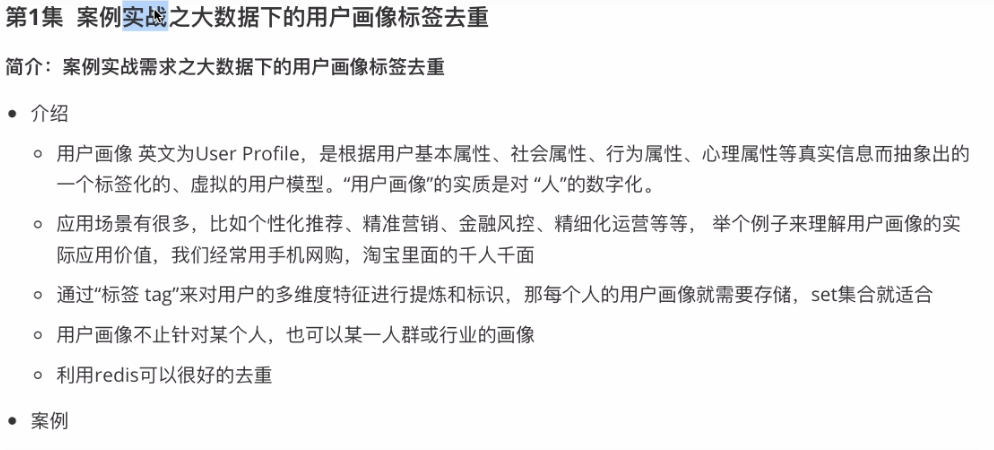 第1集 案例实战之大数据下的用户画像标签去重
简介：案例实战需求之大数据下的用户画像标签去重
介绍
用户画像 英文为User Profile，是根据用户基本属性、社会属性、行为属性、心理属性等真实信息而抽象出的
一个标签化的、虚拟的用户模型。“用户画像”的实质是对 “人”的数字化。
应用场景有很多，比如个性化推荐、精准营销、金融风控、精细化运营等等， 举个例子来理解用户画像的实
际应用价值，我们经常用手机网购，淘宝里面的千人千面
通过“标签 tag”来对用户的多维度特征进行提炼和标识，那每个人的用户画像就需要存储，set集合就适合
用户画像不止针对某个人，也可以某一人群或行业的画像
利用redis可以很好的去重
案例